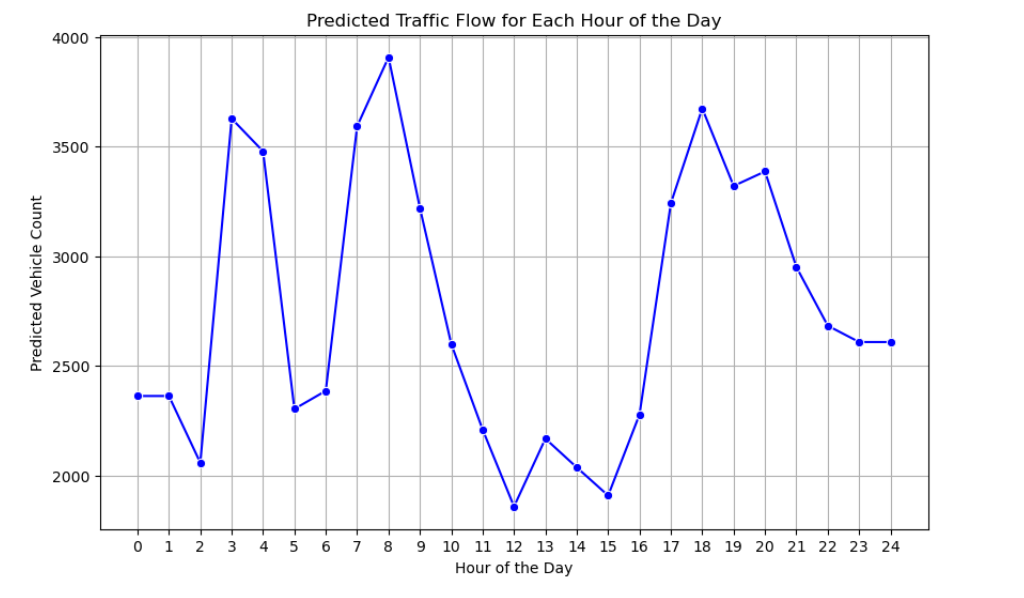 Predicted Traffic Flow for Each Hour of the Day
4000
3500
3000
2500
2000
Predicted Vehicle Count
0 1 2 3 4 5 6 7 8 9 10 11 12 13 14 15 16 17 18 19 20 21 22 23 24
Hour of the Day